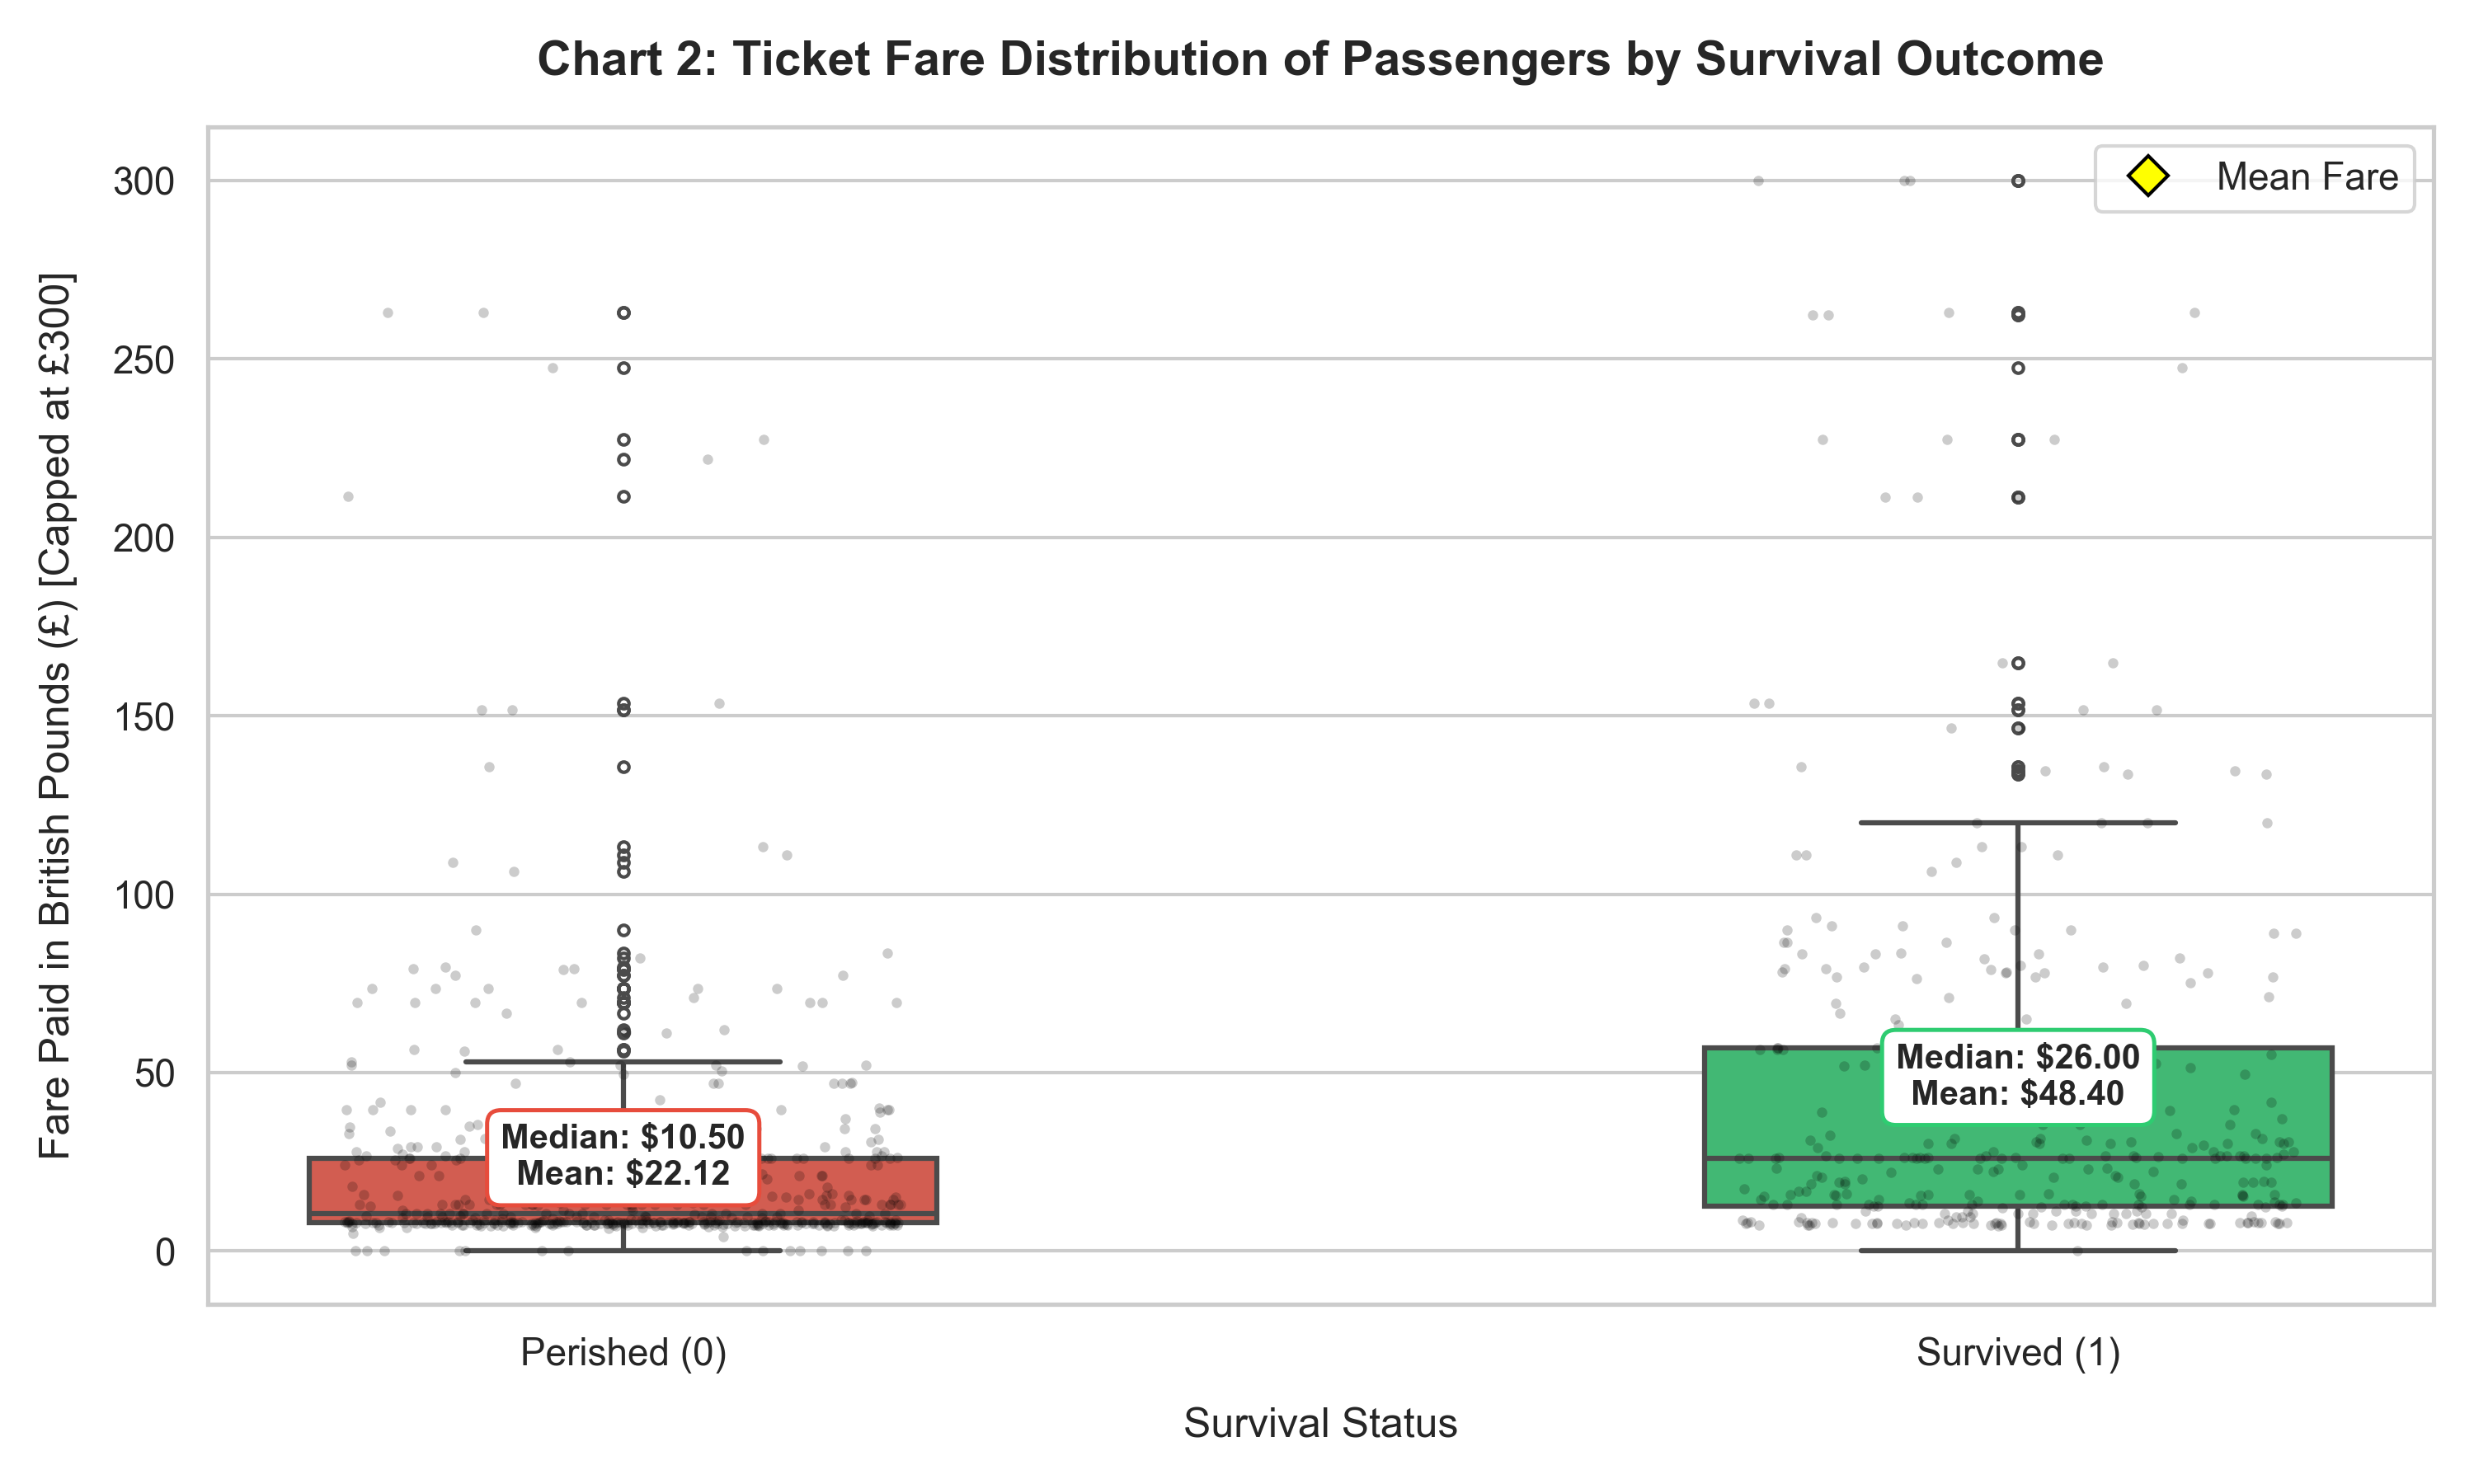 Chart 2: Ticket Fare Distribution of Passengers by Survival Outcome
Mean Fare
Fare Paid in British Pounds (£) [Capped at £300]
300
250
200
150
100
50
0
Median: $10.50
Mean: $22.12
Median: $26.00
Mean: $48.40
Perished (0)
Survived (1)
Survival Status